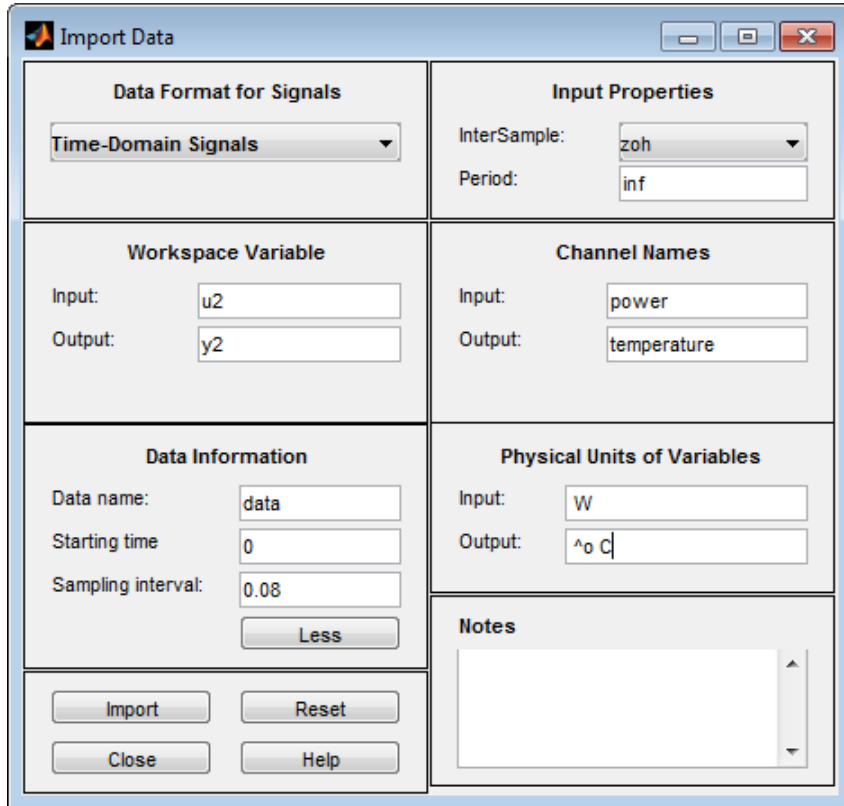 Import Data
Data Format for Signals
Time-Domain Signals
Input Properties
InterSample: zoh
Period: inf
Workspace Variable
Input: u2
Output: y2
Channel Names
Input: power
Output: temperature
Data Information
Data name: data
Starting time 0
Sampling interval: 0.08
Less
Physical Units of Variables
Input: W
Output: ^o C
Notes
Import Reset
Close Help